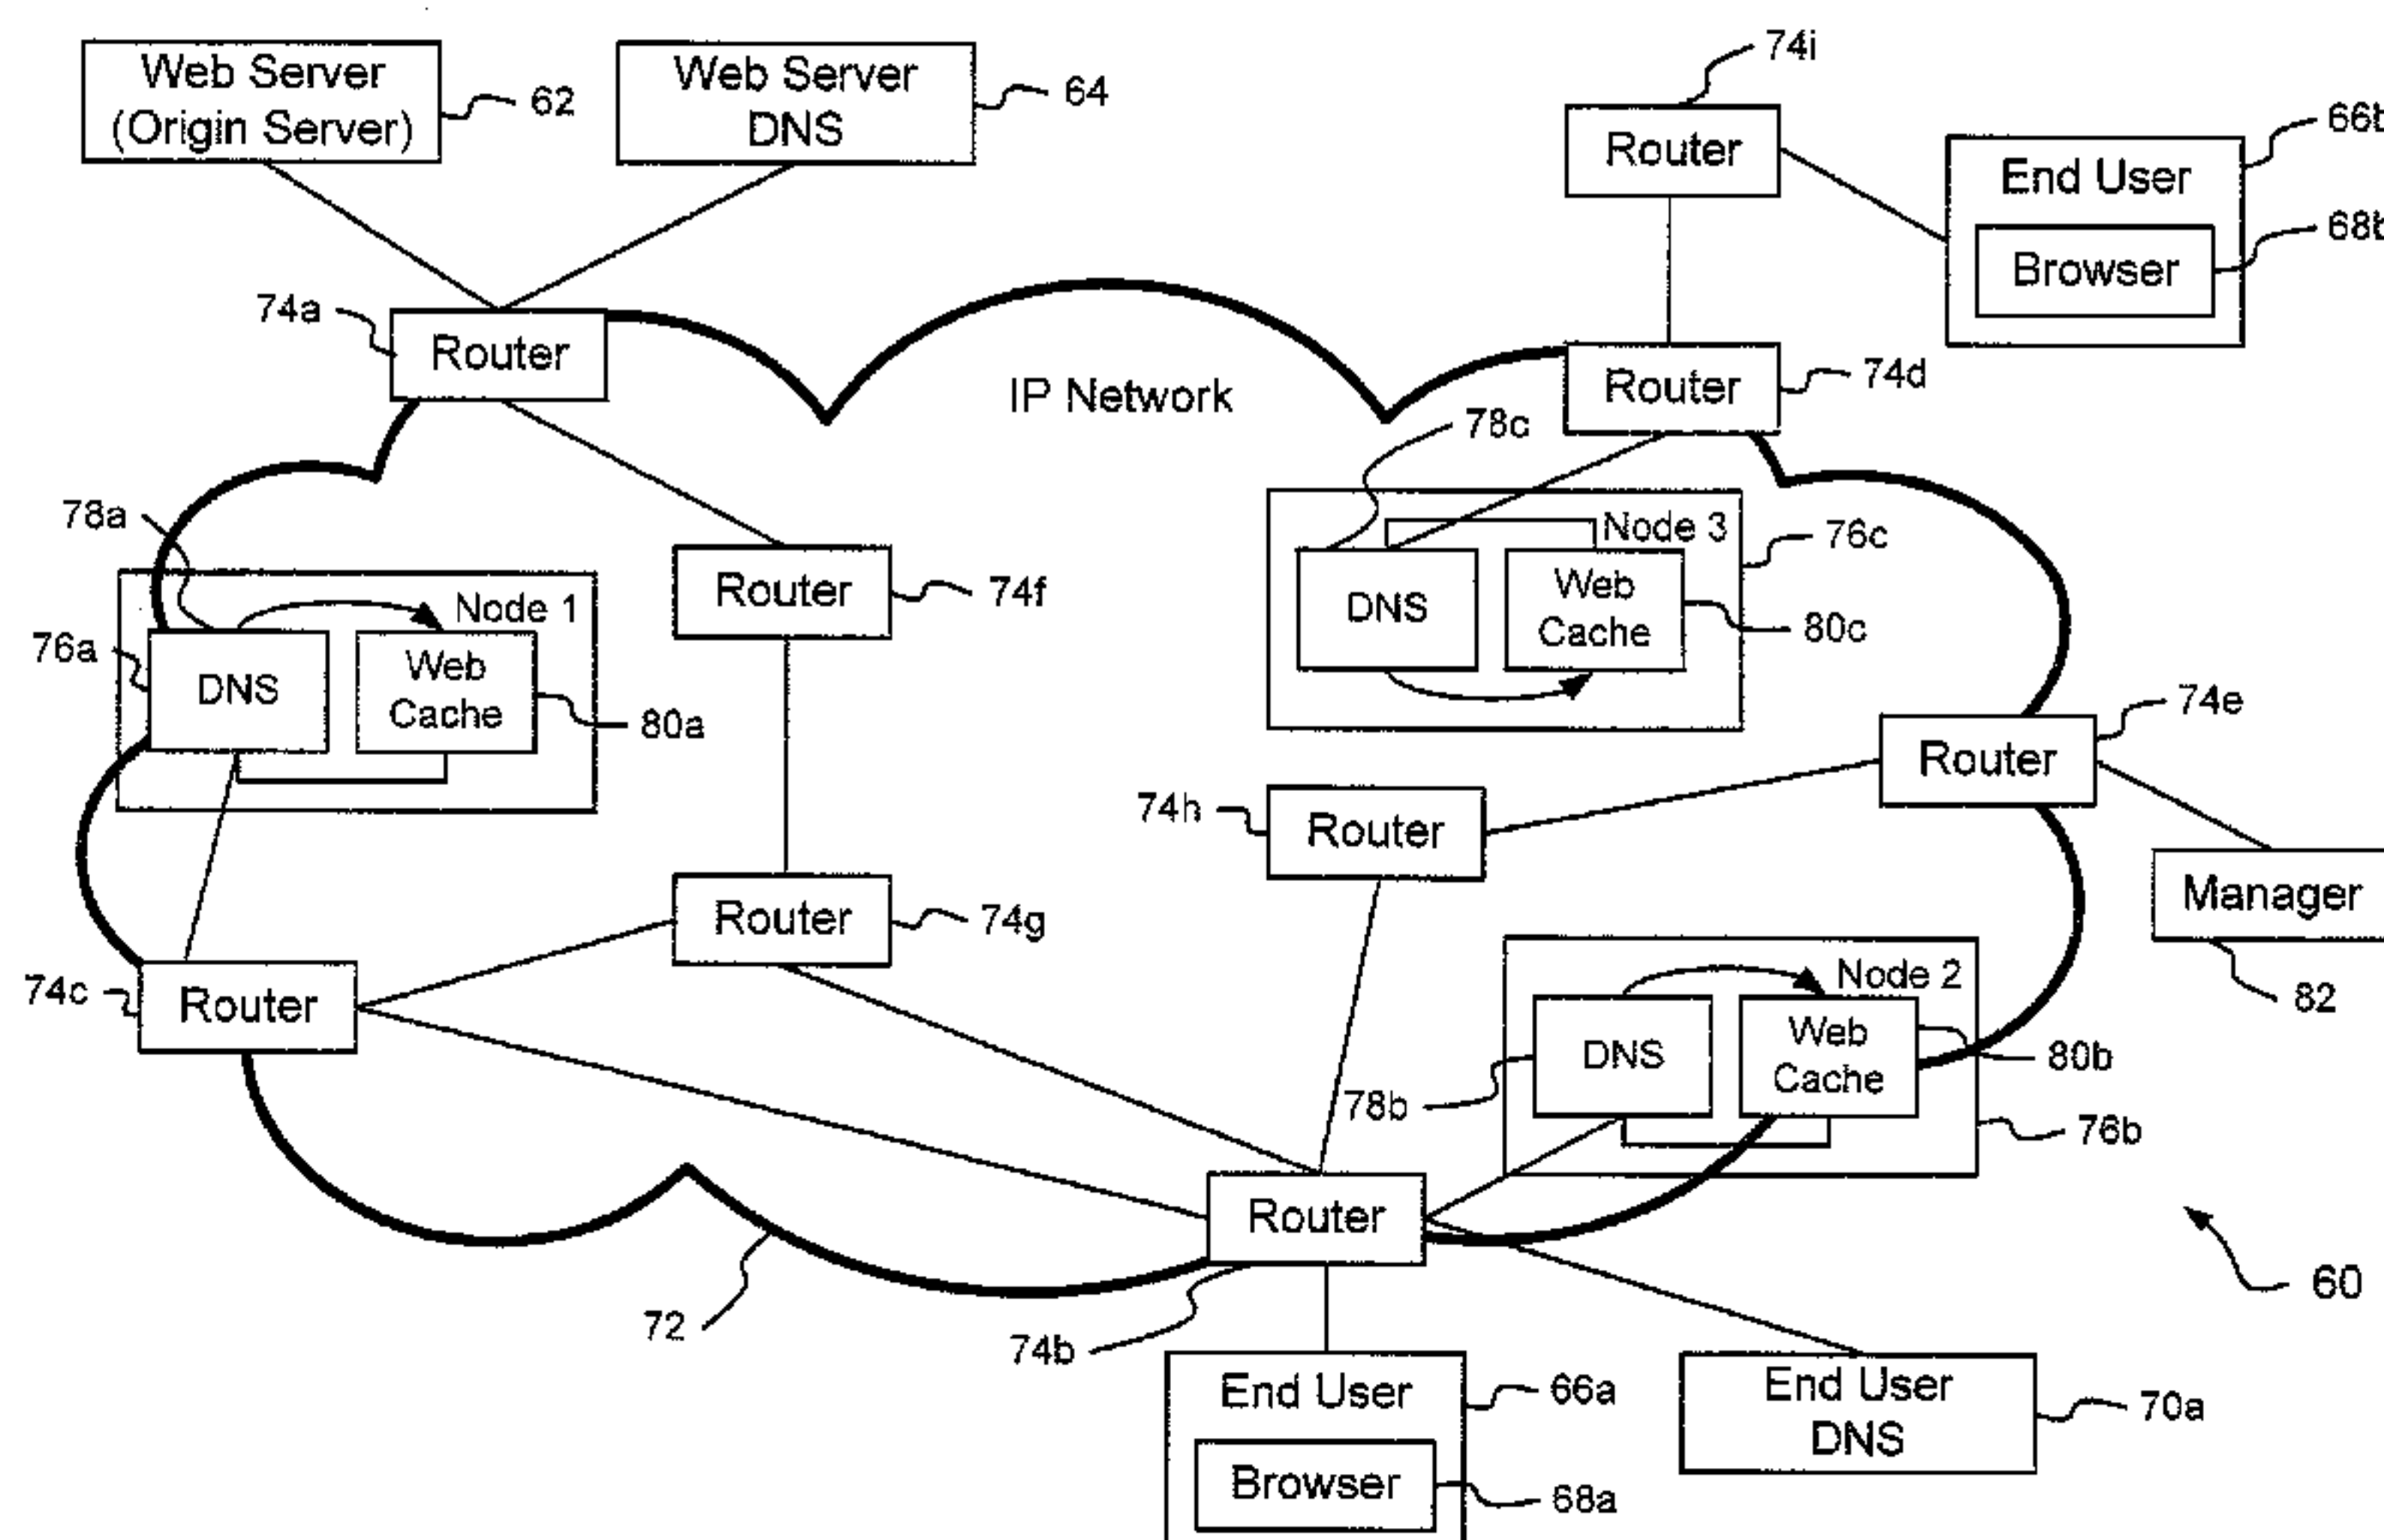 Web Server
(Origin Server)
62
Web Server
DNS
64
74i
Router
66b
End User
68b
Browser
74a
Router
IP Network
Router
74d
78c
78a
Node 3
76c
Router
74f
DNS
Web
Cache
80c
Node 1
76a
DNS
Web
Cache
80a
74e
Router
74h
Router
Manager
82
Router
74g
74c
Router
Node 2
DNS
Web
Cache
80b
78b
76b
Router
60
72
74b
End User
66a
Browser
68a
End User
DNS
70a